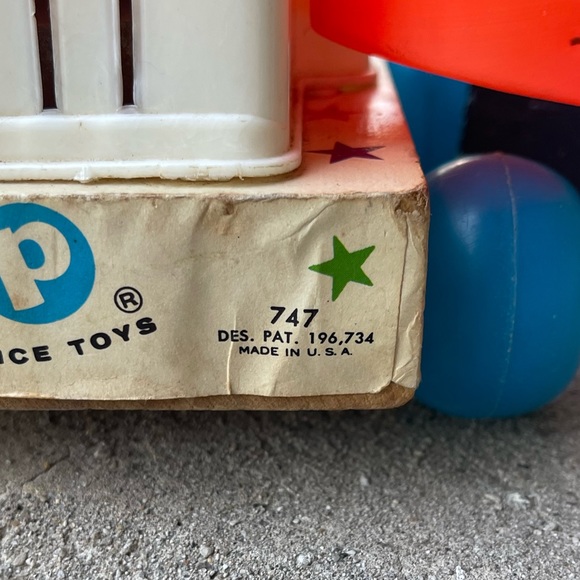 p
®
ICE TOYS
747
DES. PAT. 196,734
MADE IN U.S.A.